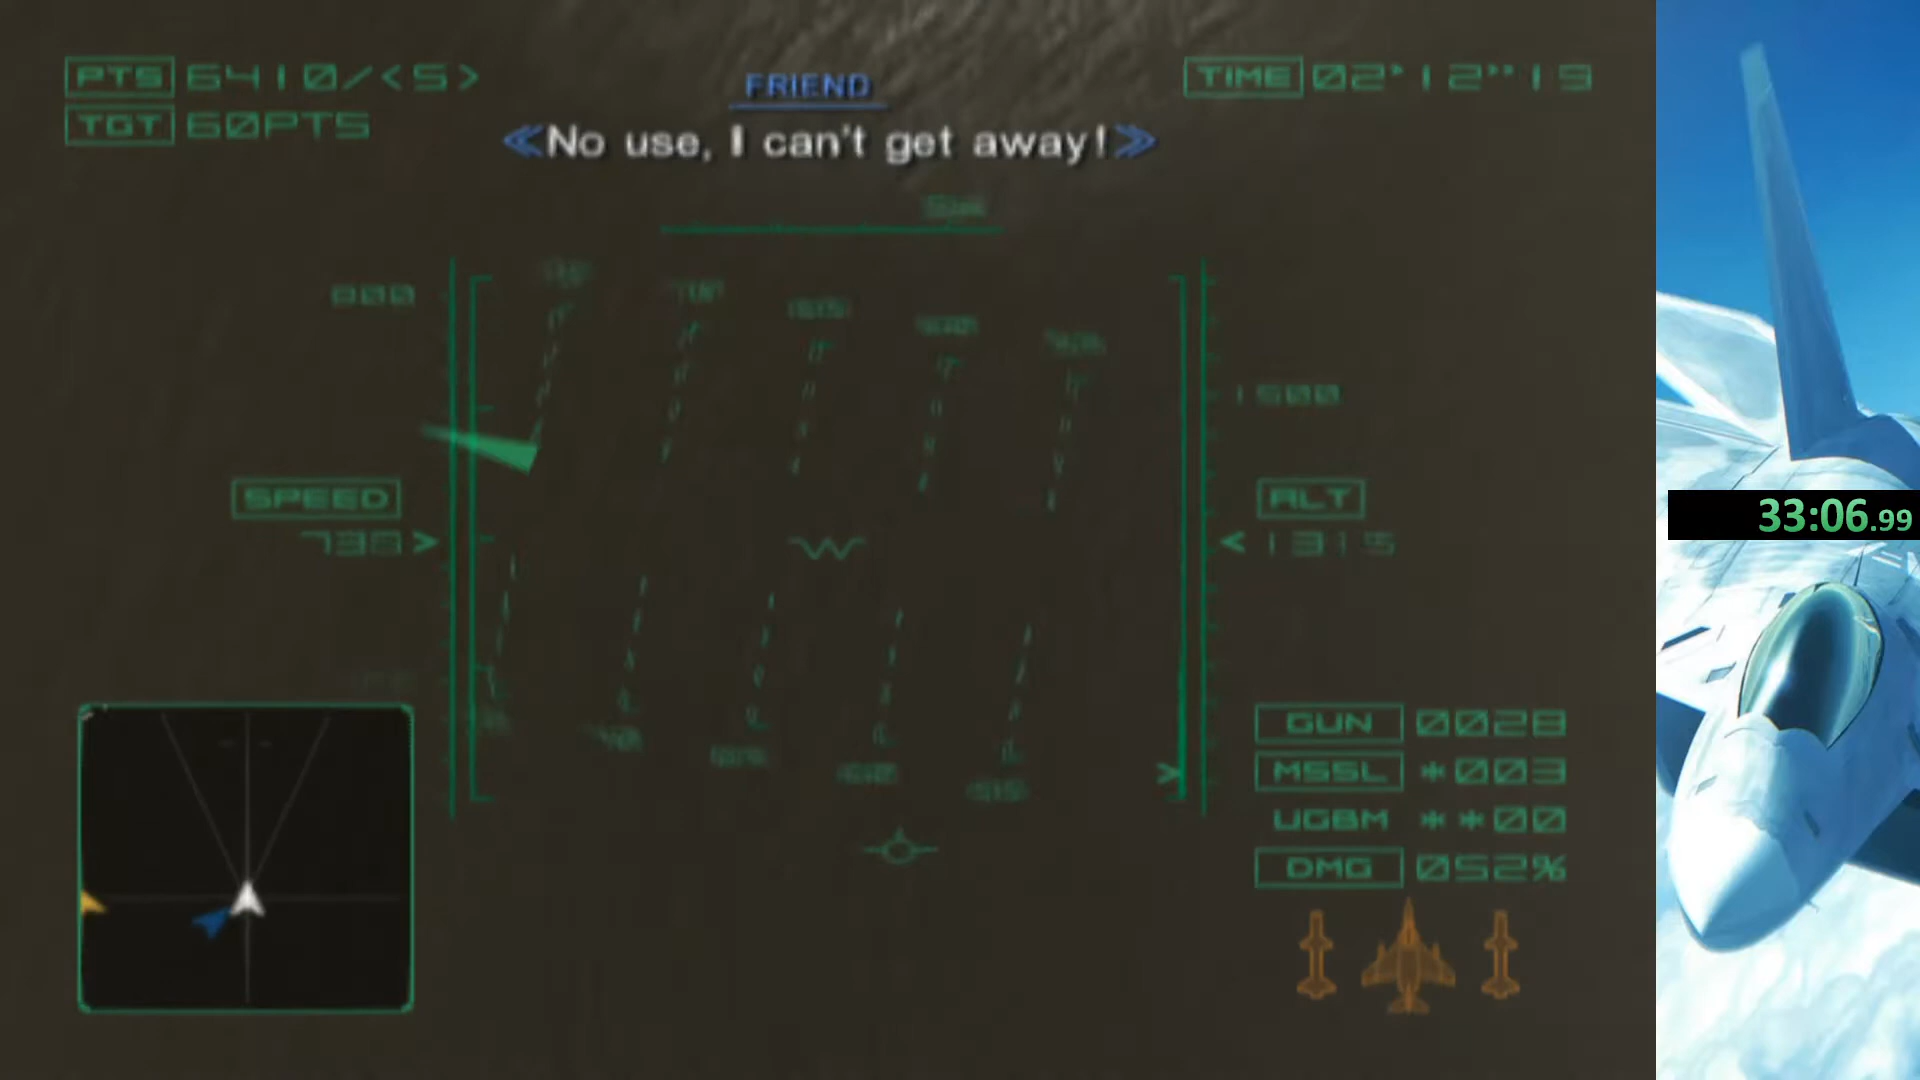 PTS 6410/<S>
TGT 60PTS
FRIEND
≪No use, I can't get away!≫
TIME 02'12"19
800
1500
SPEED
738 >
ALT
< 1315
33:06.99
GUN 0028
MSSL *003
UGBM **00
DMG 052%